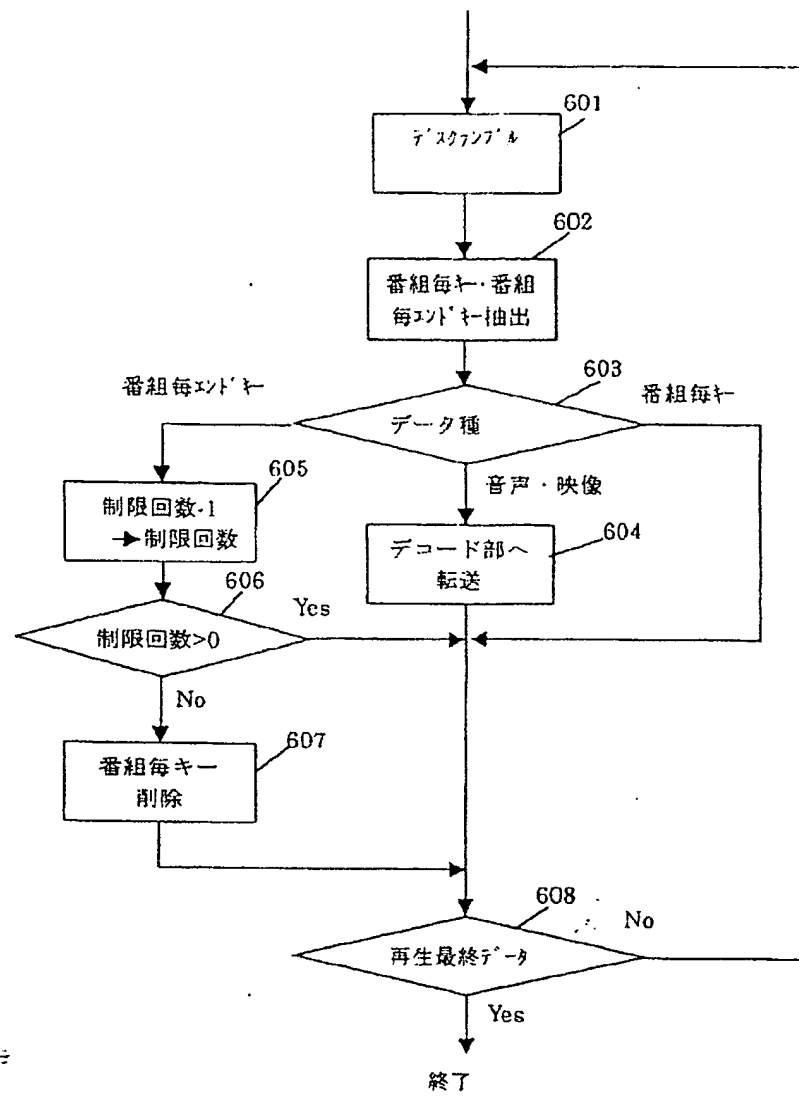 601
ﾃﾞｽｸﾗﾝﾌﾞﾙ
602
番組毎キー・番組
毎ｴﾝﾄﾞｷｰ抽出
603
番組毎エンドキー
番組毎キー
データ種
605
音声・映像
制限回数-1
→制限回数
604
デコード部へ
転送
606
Yes
制限回数>0
No
607
番組毎キー
削除
608
No
再生最終ﾃﾞｰﾀ
Yes
終了